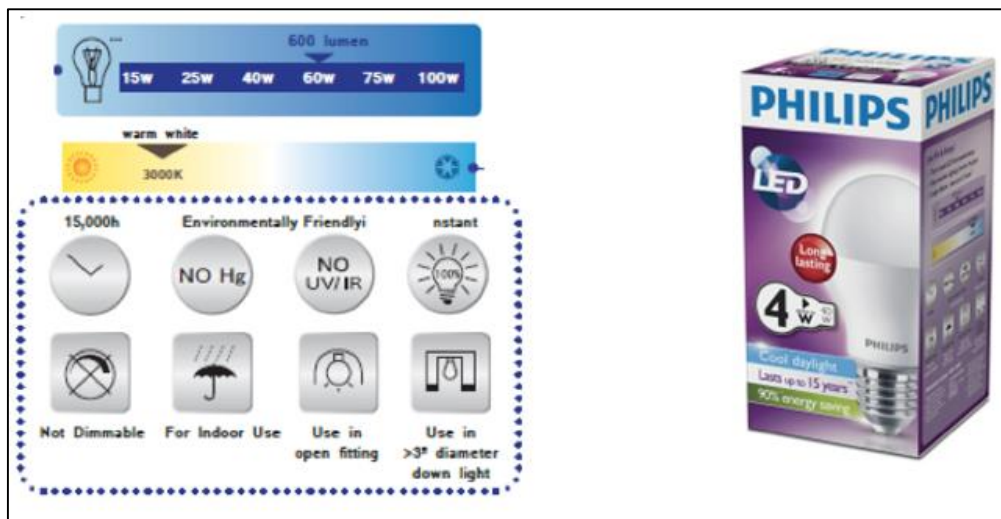 600 lumen
15w 25w 40w 60w 75w 100w
warm white
3000K
15,000h Environmentally Friendlyi nstant
NO Hg NO UV/IR 100%
Not Dimmable For Indoor Use Use in open fitting Use in >3" diameter down light
PHILIPS PHILIPS
LED
Long lasting
4 W
PHILIPS
Cool daylight
Lasts up to 15 years
90% energy saving